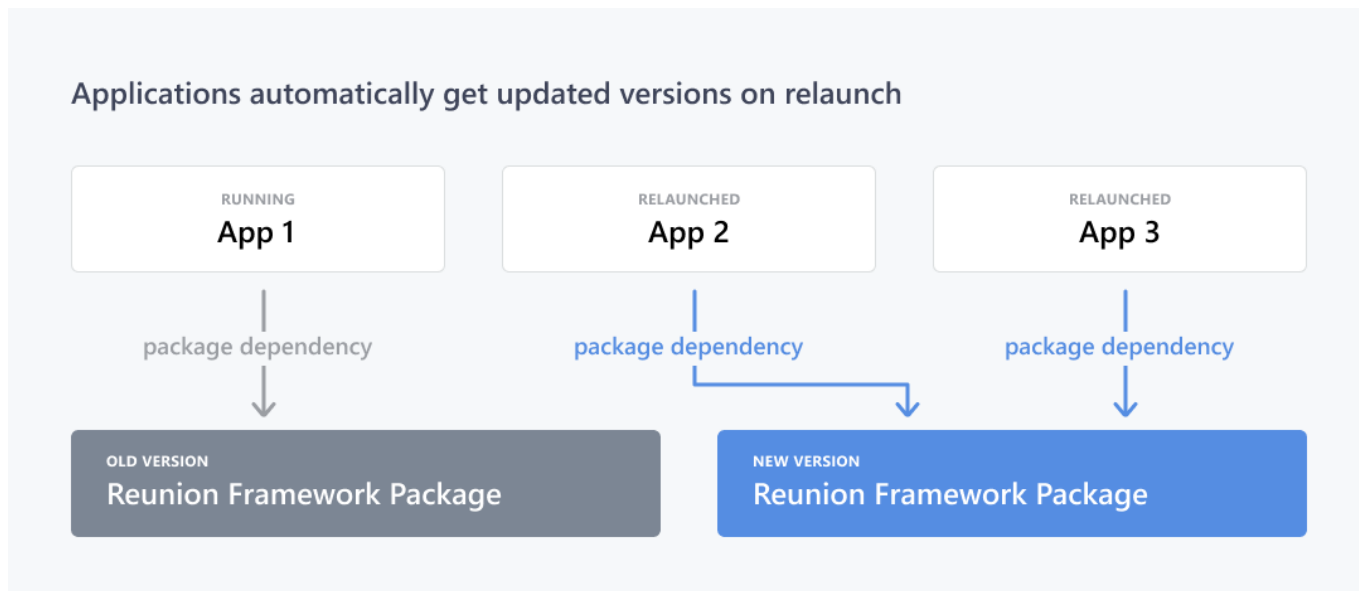 Applications automatically get updated versions on relaunch
RUNNING
App 1
RELAUNCHED
App 2
RELAUNCHED
App 3
package dependency
package dependency
package dependency
OLD VERSION
Reunion Framework Package
NEW VERSION
Reunion Framework Package